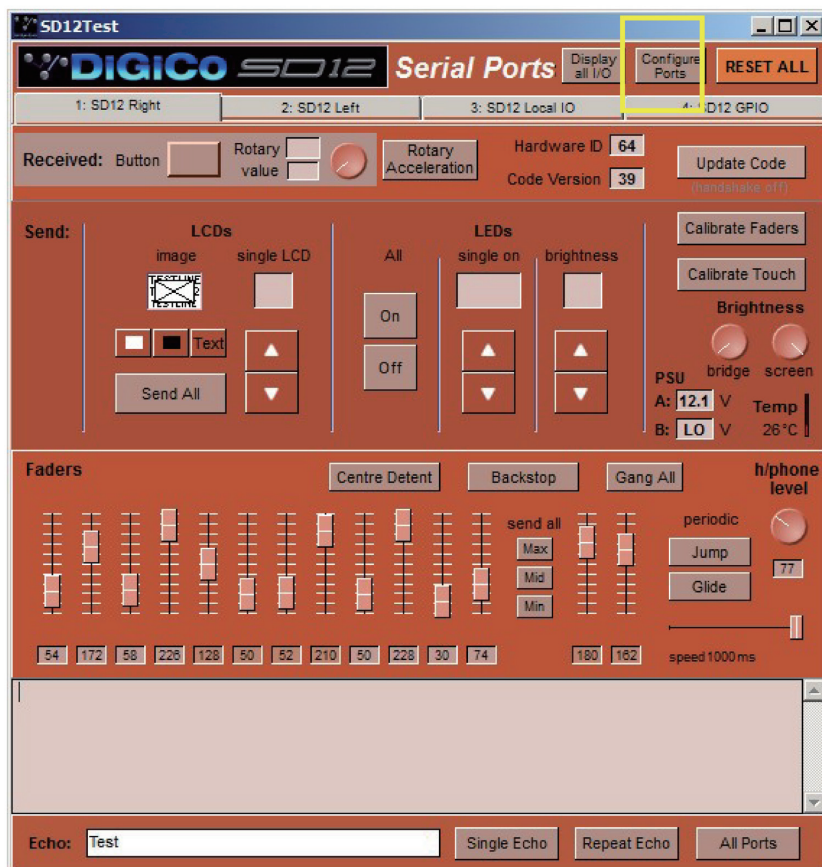 SD12Test
DiGiCo SD12 Serial Ports Display all I/O Configure Ports RESET ALL
1: SD12 Right 2: SD12 Left 3: SD12 Local IO 4: SD12 GPIO
Received: Button Rotary value Rotary Acceleration Hardware ID 64 Update Code
Code Version 39 (handshake off)
Send: LCDs LEDs Calibrate Faders
image single LCD All single on brightness
TESTLINE
TESTLINE
On Calibrate Touch
Text Off Brightness
bridge screen
Send All PSU
A: 12.1 V Temp
B: LO V 26°C
Faders Centre Detent Backstop Gang All h/phone level
send all periodic
Max Jump
Mid Glide 77
Min
54 172 58 226 128 50 52 210 50 228 30 74 180 162 speed 1000 ms
Echo: Test Single Echo Repeat Echo All Ports